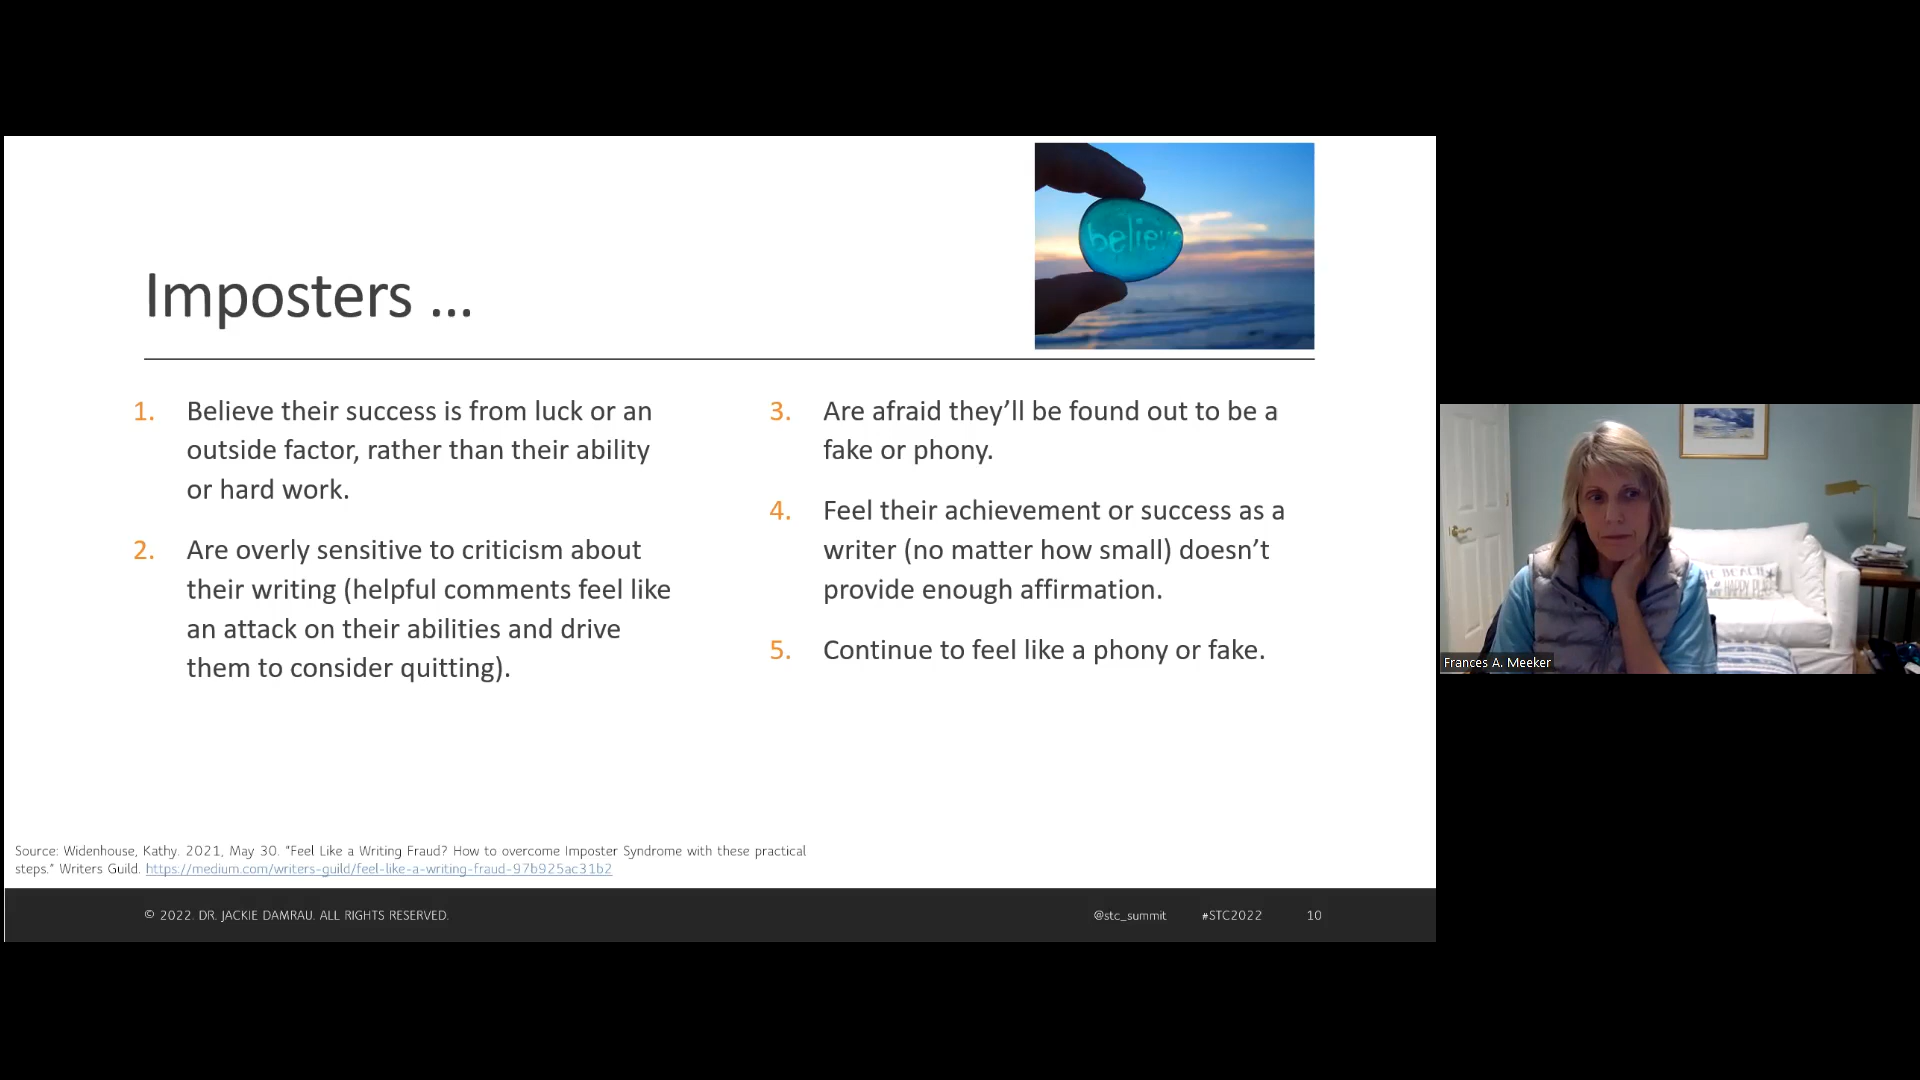 believe
Imposters ...
1. Believe their success is from luck or an
outside factor, rather than their ability
or hard work.
2. Are overly sensitive to criticism about
their writing (helpful comments feel like
an attack on their abilities and drive
them to consider quitting).
3. Are afraid they’ll be found out to be a
fake or phony.
4. Feel their achievement or success as a
writer (no matter how small) doesn’t
provide enough affirmation.
5. Continue to feel like a phony or fake.
Source: Widenhouse, Kathy. 2021, May 30. “Feel Like a Writing Fraud? How to overcome Imposter Syndrome with these practical
steps.” Writers Guild. https://medium.com/writers-guild/feel-like-a-writing-fraud-97b925ac31b2
© 2022. DR. JACKIE DAMRAU. ALL RIGHTS RESERVED.
@stc_summit #STC2022 10
BEACH
HAPPY
Frances A. Meeker